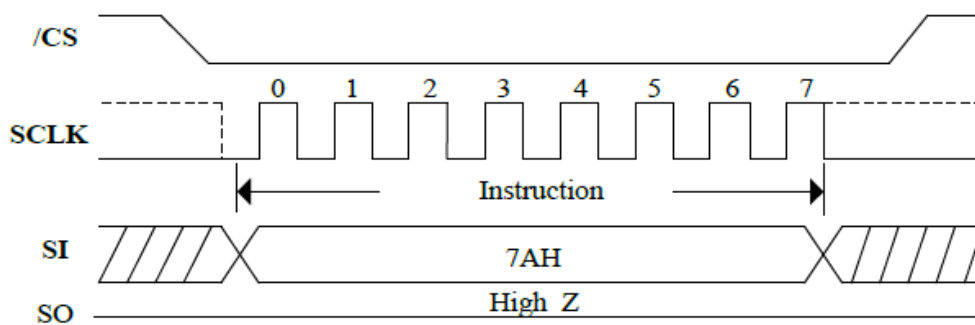 /CS
0 1 2 3 4 5 6 7
SCLK
Instruction
SI
7AH
High Z
SO